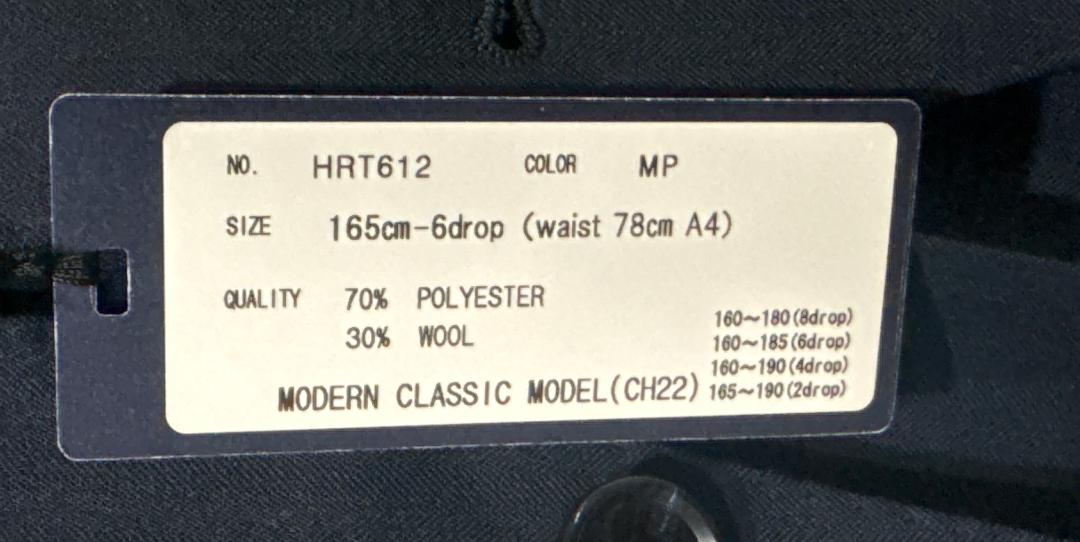 NO. HRT612 COLOR MP
SIZE 165cm-6drop (waist 78cm A4)
QUALITY 70% POLYESTER
30% WOOL
160~180(8drop)
160~185(6drop)
160~190(4drop)
MODERN CLASSIC MODEL(CH22) 165~190(2drop)